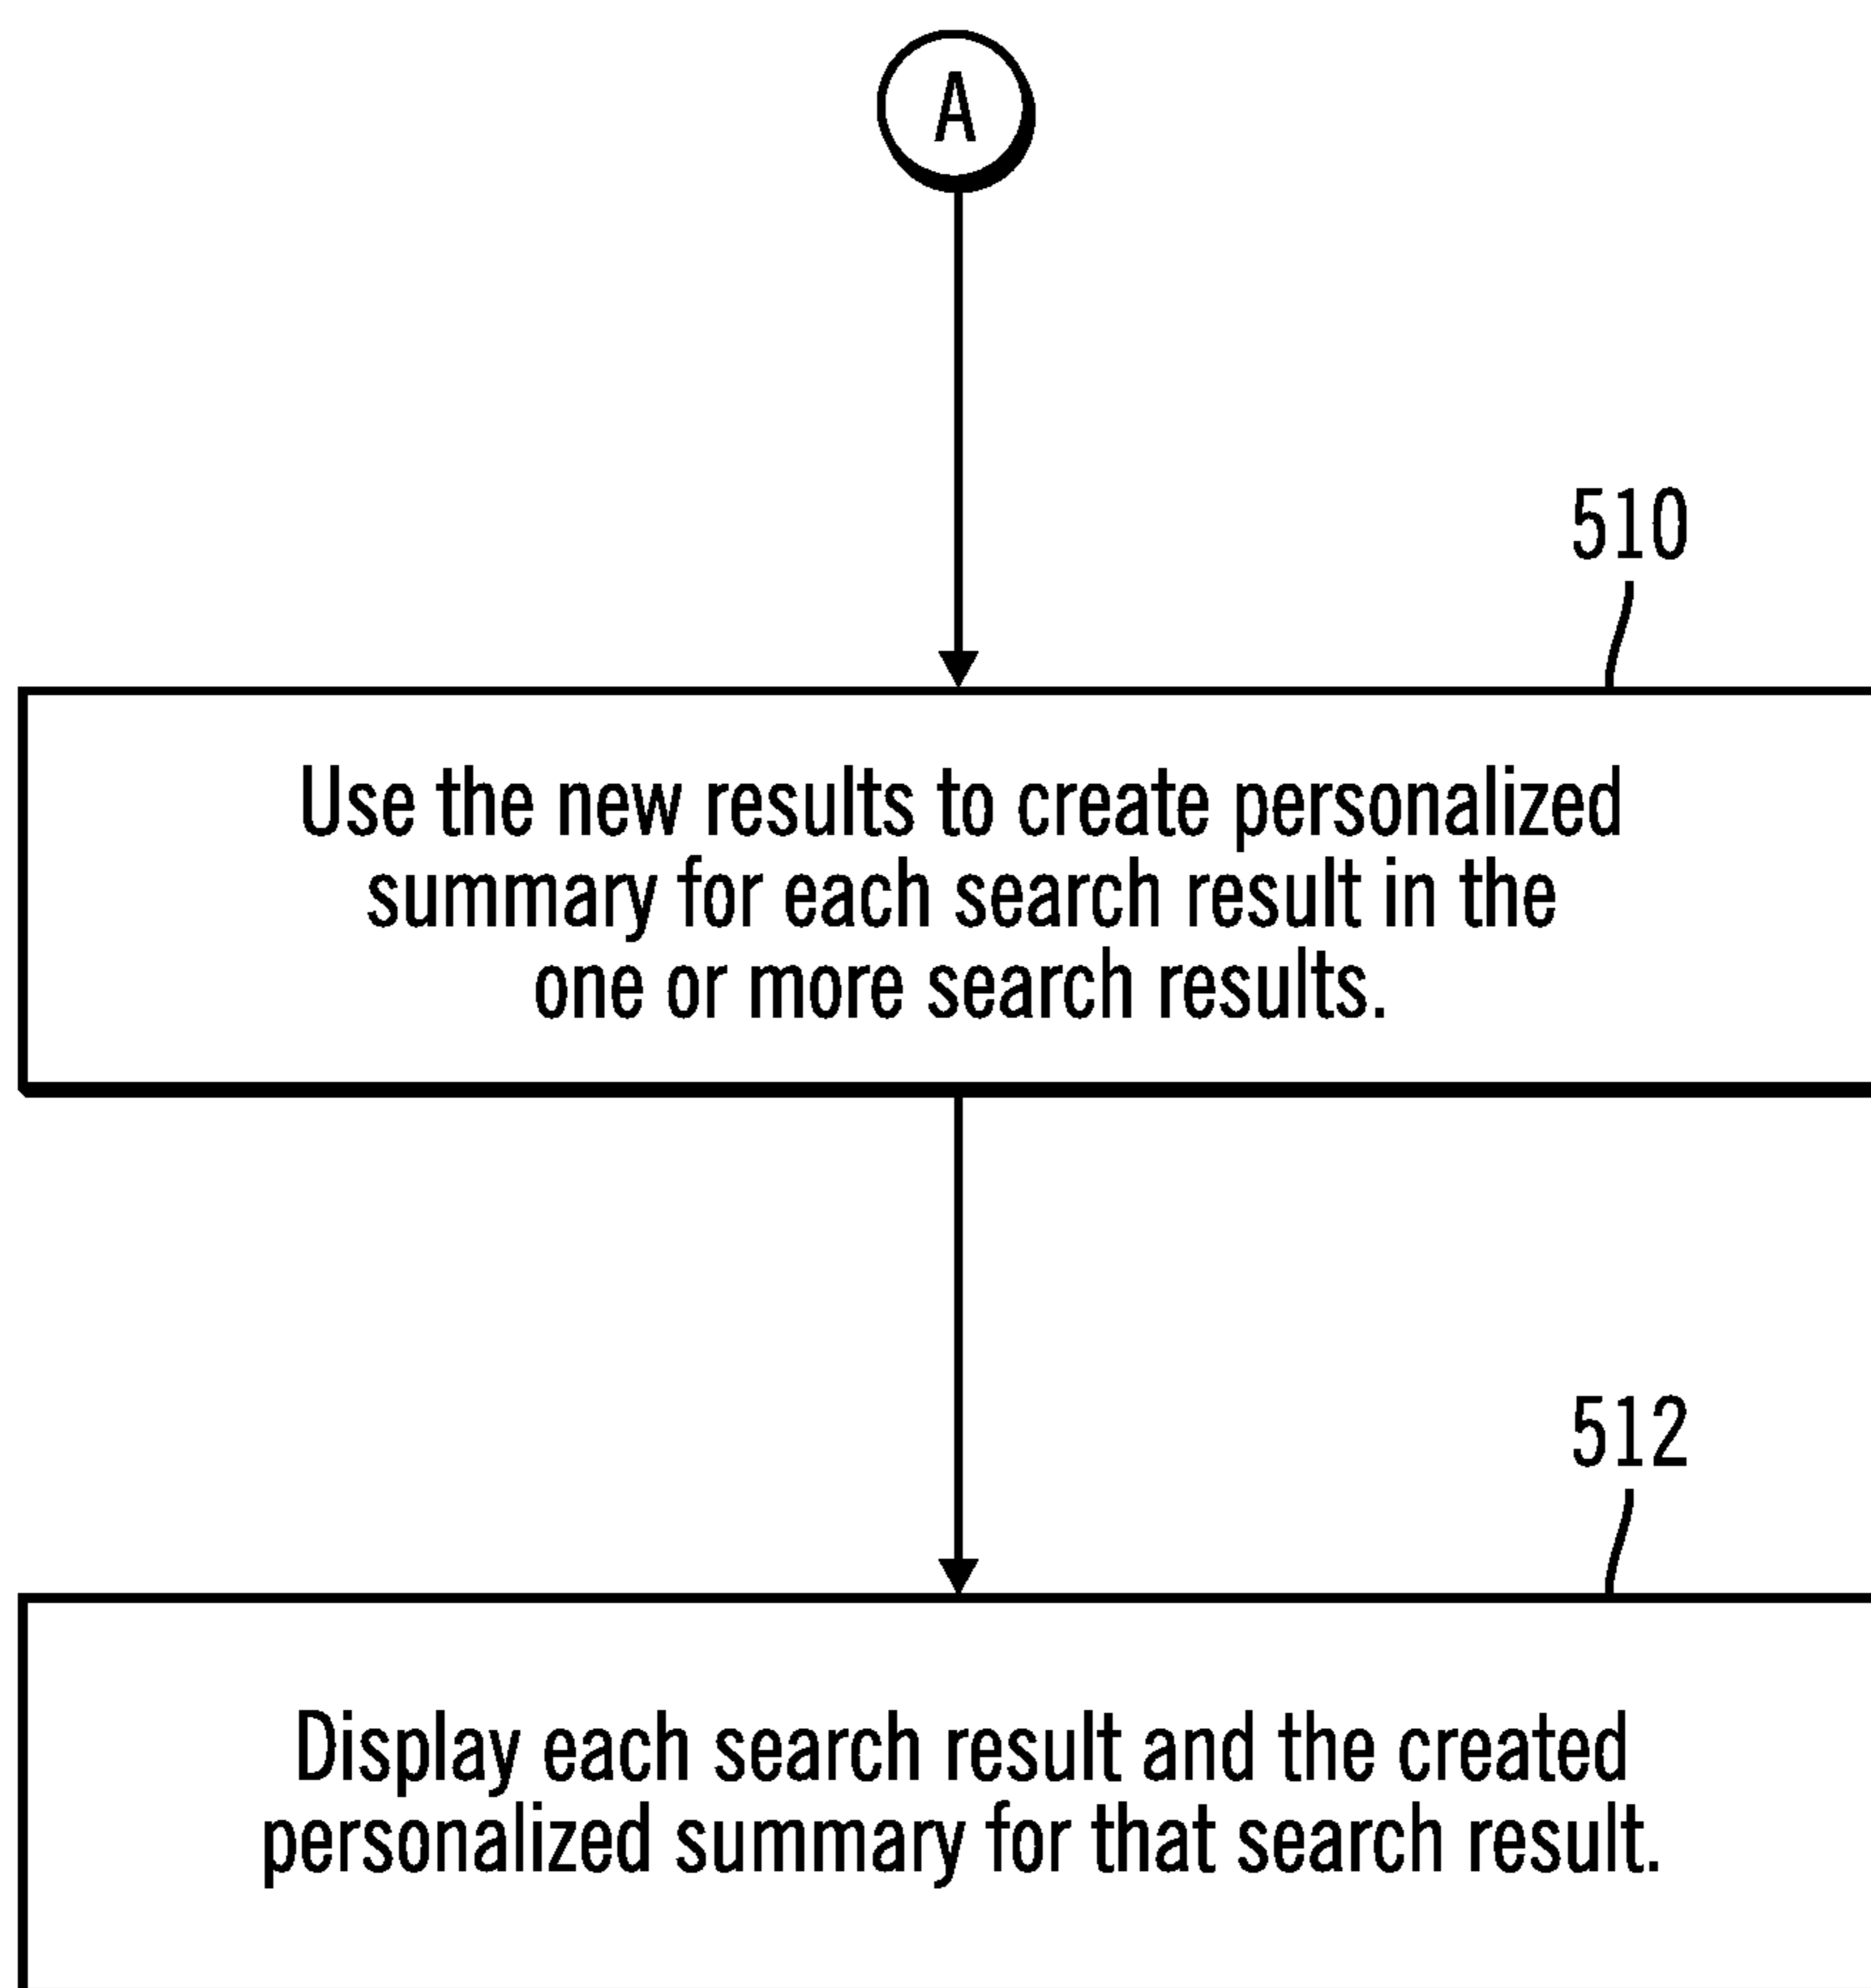 A
510
Use the new results to create personalized
summary for each search result in the
one or more search results.
512
Display each search result and the created
personalized summary for that search result.